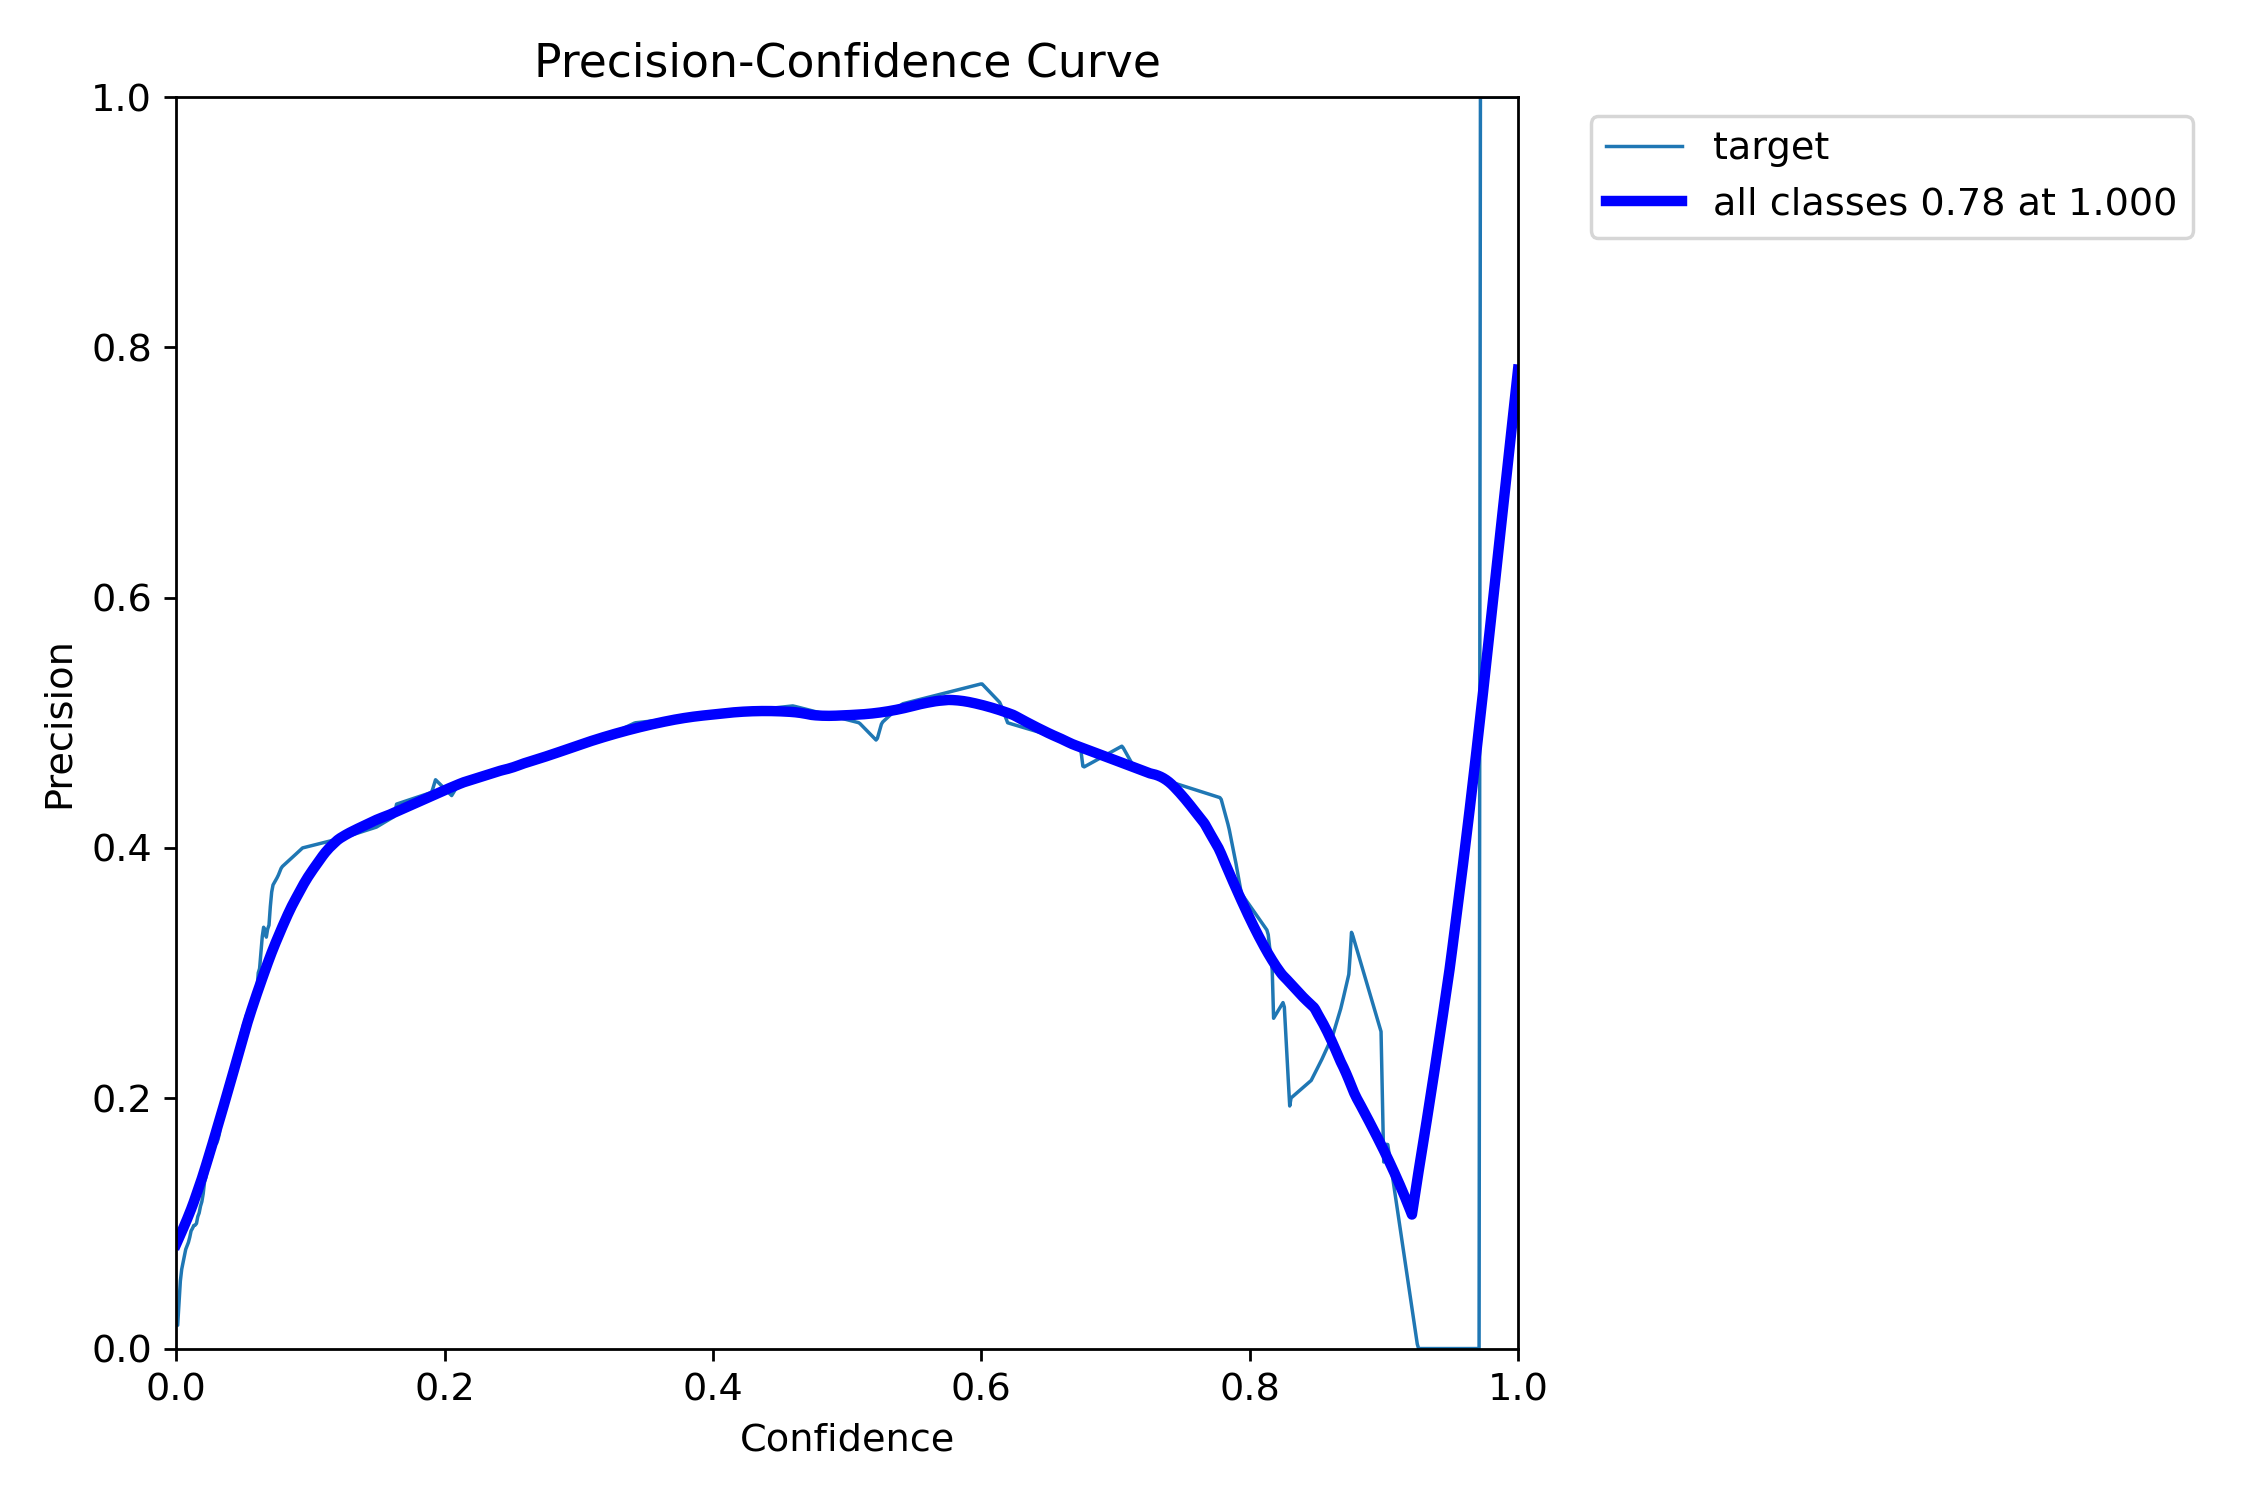 Precision-Confidence Curve
1.0
0.8
0.6
0.4
0.2
0.0
Precision
0.0 0.2 0.4 0.6 0.8 1.0
Confidence
target
all classes 0.78 at 1.000